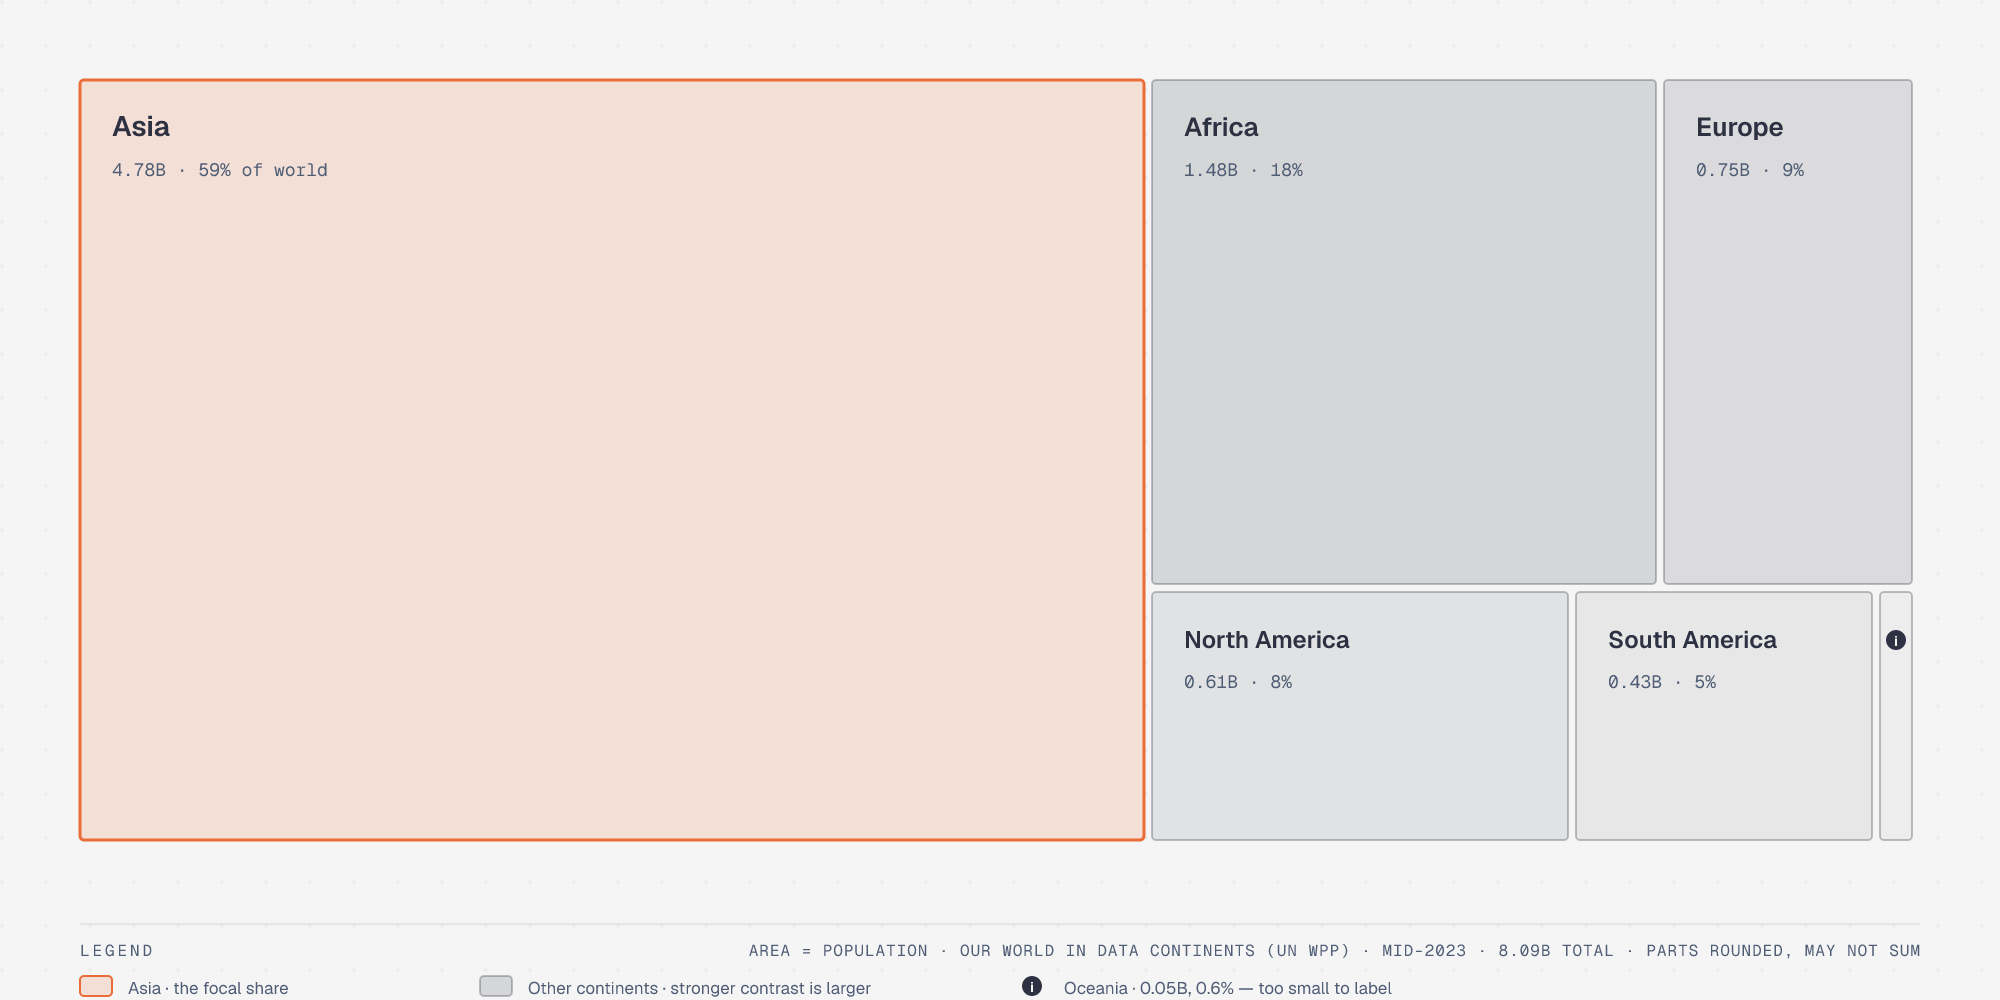 Asia
4.78B · 59% of world
Africa
1.48B · 18%
Europe
0.75B · 9%
North America
0.61B · 8%
South America
0.43B · 5%
i
LEGEND
AREA = POPULATION · OUR WORLD IN DATA CONTINENTS (UN WPP) · MID-2023 · 8.09B TOTAL · PARTS ROUNDED, MAY NOT SUM
Asia · the focal share
Other continents · stronger contrast is larger
i Oceania · 0.05B, 0.6% — too small to label